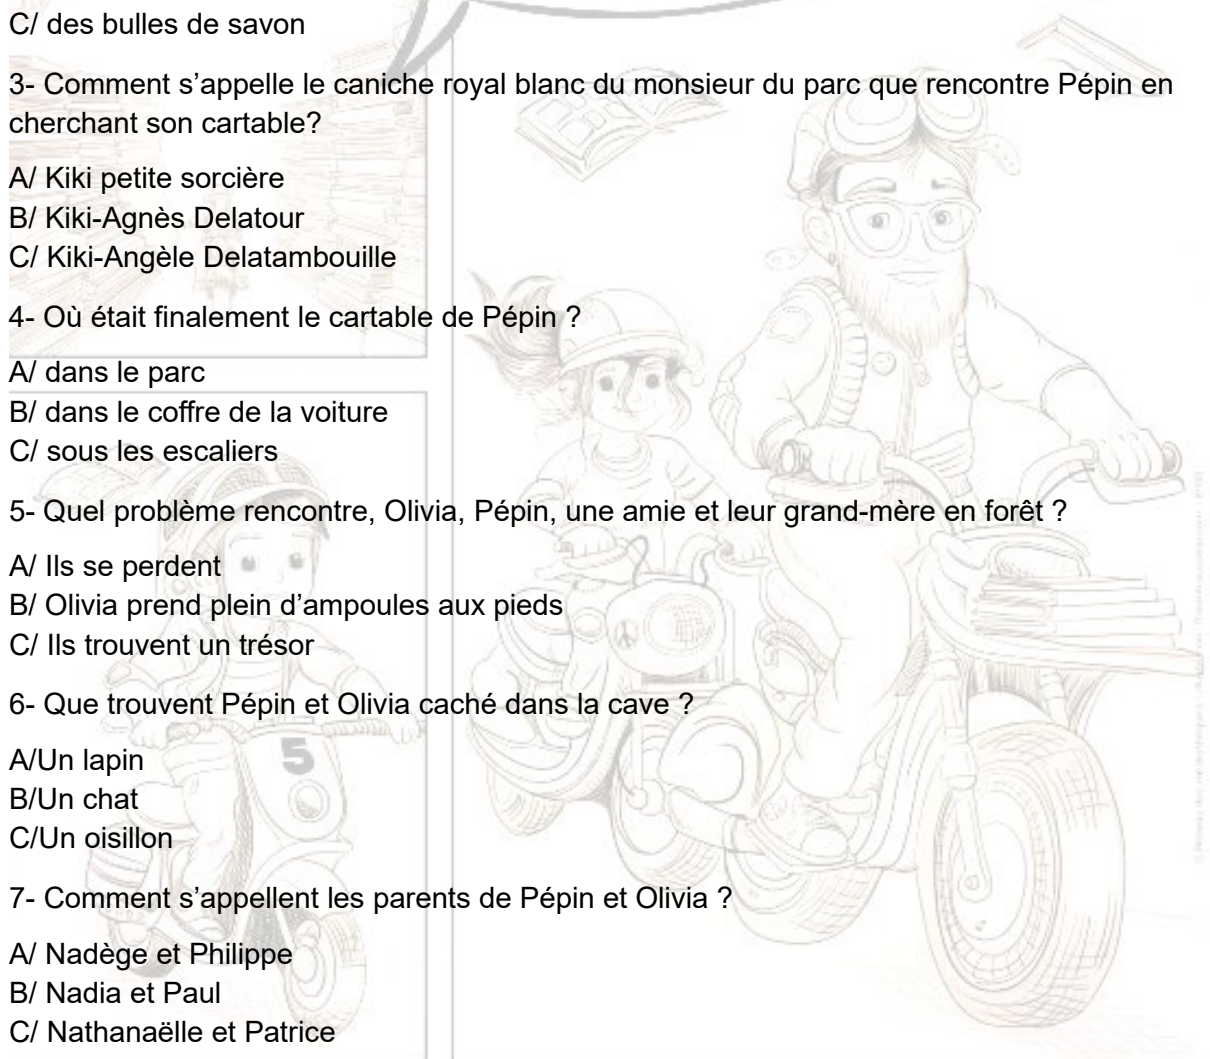 C/ des bulles de savon
3- Comment s’appelle le caniche royal blanc du monsieur du parc que rencontre Pépin en
cherchant son cartable?
A/ Kiki petite sorcière
B/ Kiki-Agnès Delatour
C/ Kiki-Angèle Delatambouille
4- Où était finalement le cartable de Pépin ?
A/ dans le parc
B/ dans le coffre de la voiture
C/ sous les escaliers
5- Quel problème rencontre, Olivia, Pépin, une amie et leur grand-mère en forêt ?
A/ Ils se perdent
B/ Olivia prend plein d’ampoules aux pieds
C/ Ils trouvent un trésor
6- Que trouvent Pépin et Olivia caché dans la cave ?
A/Un lapin
B/Un chat
C/Un oisillon
5
7- Comment s’appellent les parents de Pépin et Olivia ?
A/ Nadège et Philippe
B/ Nadia et Paul
C/ Nathanaëlle et Patrice